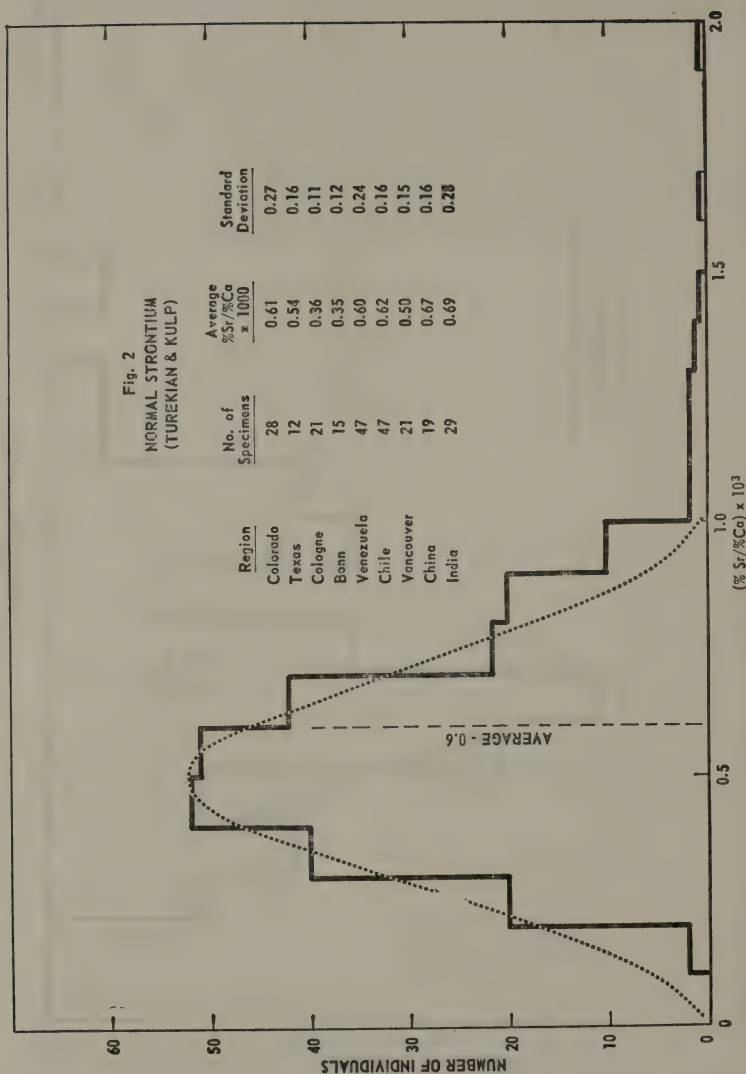 Fig. 2
NORMAL STRONTIUM
(TUREKIAN & KULP)
Region No. of Specimens Average %Sr/%Ca x 1000 Standard Deviation
Colorado 28 0.61 0.27
Texas 12 0.54 0.16
Cologne 21 0.36 0.11
Bonn 15 0.35 0.12
Venezuela 47 0.60 0.24
Chile 47 0.62 0.16
Vancouver 21 0.50 0.15
China 19 0.67 0.16
India 29 0.69 0.28
NUMBER OF INDIVIDUALS
60
50
40
30
20
10
0
AVERAGE - 0.6
0 0.5 1.0 1.5 2.0
(% Sr/%Ca) x 10³